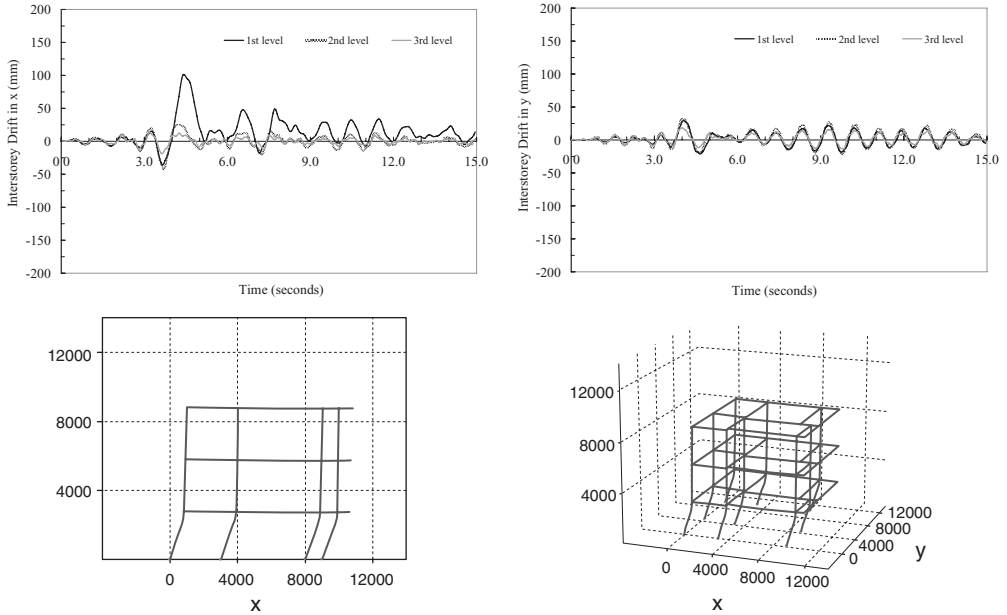 200
150
100
50
0
-50
-100
-150
-200
Interstorey Drift in x (mm)
1st level 2nd level 3rd level
0.0 3.0 6.0 9.0 12.0 15.0
Time (seconds)
200
150
100
50
0
-50
-100
-150
-200
Interstorey Drift in y (mm)
1st level 2nd level 3rd level
0.0 3.0 6.0 9.0 12.0 15.0
Time (seconds)
12000
8000
4000
0 4000 8000 12000
x
12000
8000
4000
0 4000 8000 12000
x
12000
8000
4000
0
y